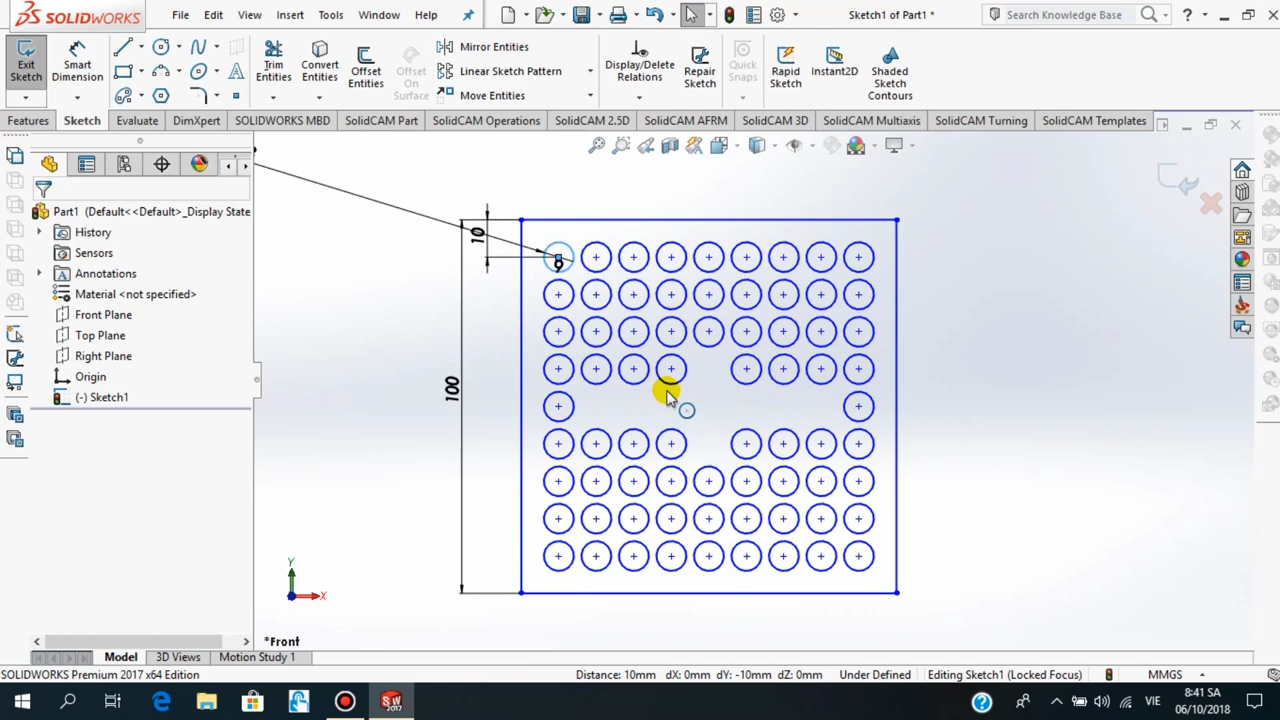 SOLIDWORKS
File
Edit
View
Insert
Tools
Window
Help
Sketch1 of Part1 *
Search Knowledge Base
?
Exit Sketch
Smart Dimension
Trim Entities
Convert Entities
Offset Entities
Offset On Surface
Mirror Entities
Linear Sketch Pattern
Move Entities
Display/Delete Relations
Repair Sketch
Quick Snaps
Rapid Sketch
Instant2D
Shaded Sketch Contours
Features
Sketch
Evaluate
DimXpert
SOLIDWORKS MBD
SolidCAM Part
SolidCAM Operations
SolidCAM 2.5D
SolidCAM AFRM
SolidCAM 3D
SolidCAM Multiaxis
SolidCAM Turning
SolidCAM Templates
Part1 (Default<<Default>_Display State
History
Sensors
Annotations
Material <not specified>
Front Plane
Top Plane
Right Plane
Origin
(-) Sketch1
10
9
100
Y
X
*Front
Model
3D Views
Motion Study 1
SOLIDWORKS Premium 2017 x64 Edition
Distance: 10mm dX: 0mm dY: -10mm dZ: 0mm
Under Defined
Editing Sketch1 (Locked Focus)
MMGS
SW
2017
VIE
8:41 SA
06/10/2018